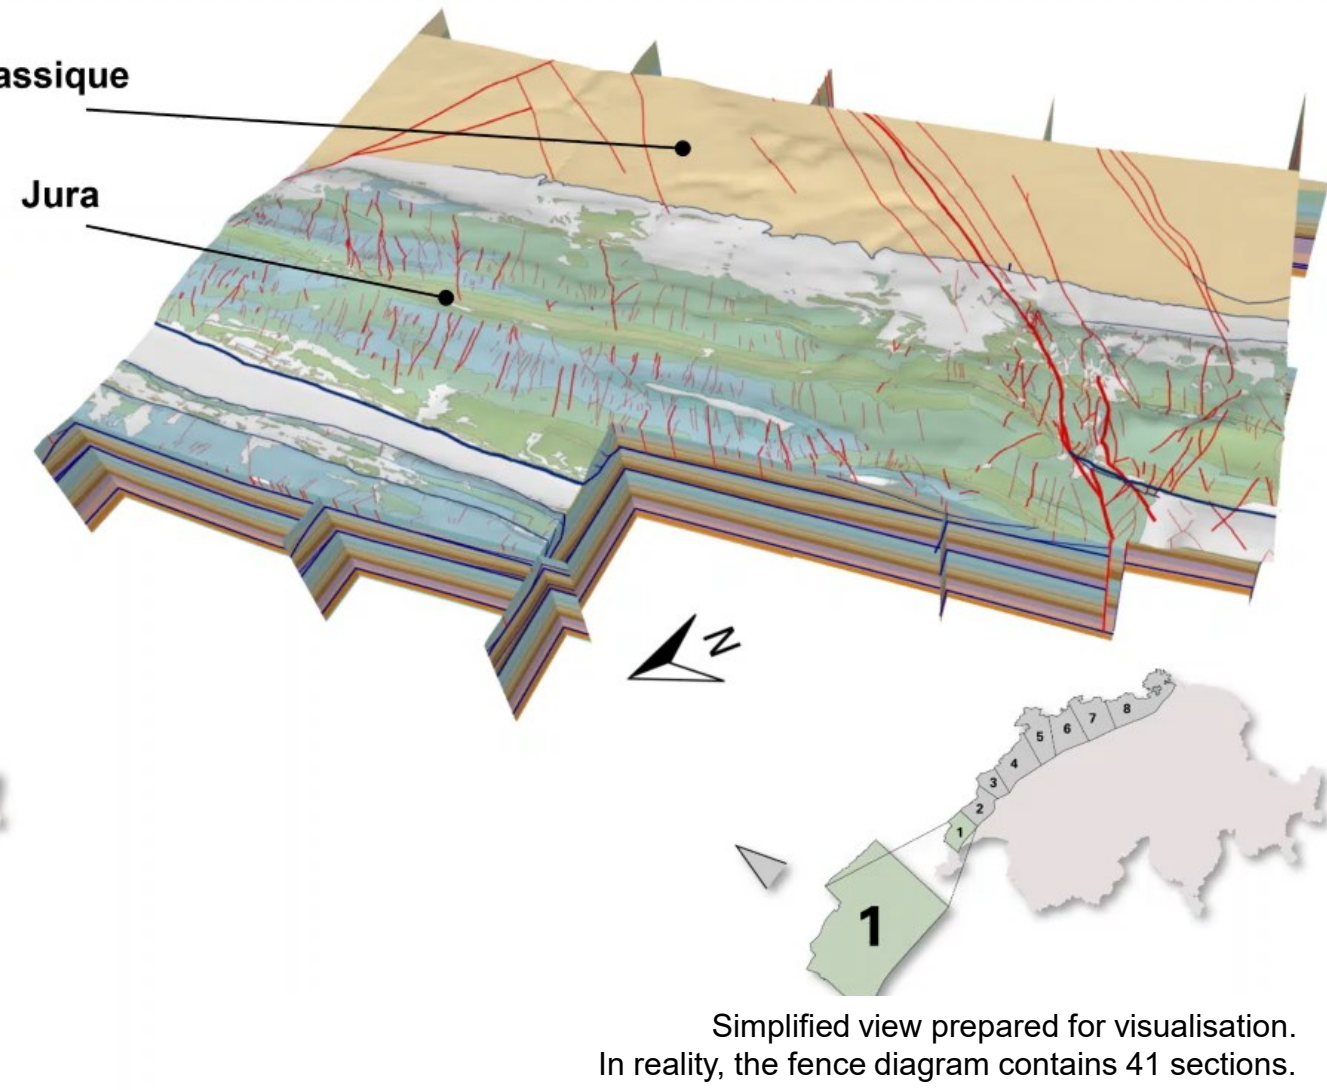 assique
Jura
N
5
6
7
8
4
3
2
1
1
Simplified view prepared for visualisation.
In reality, the fence diagram contains 41 sections.